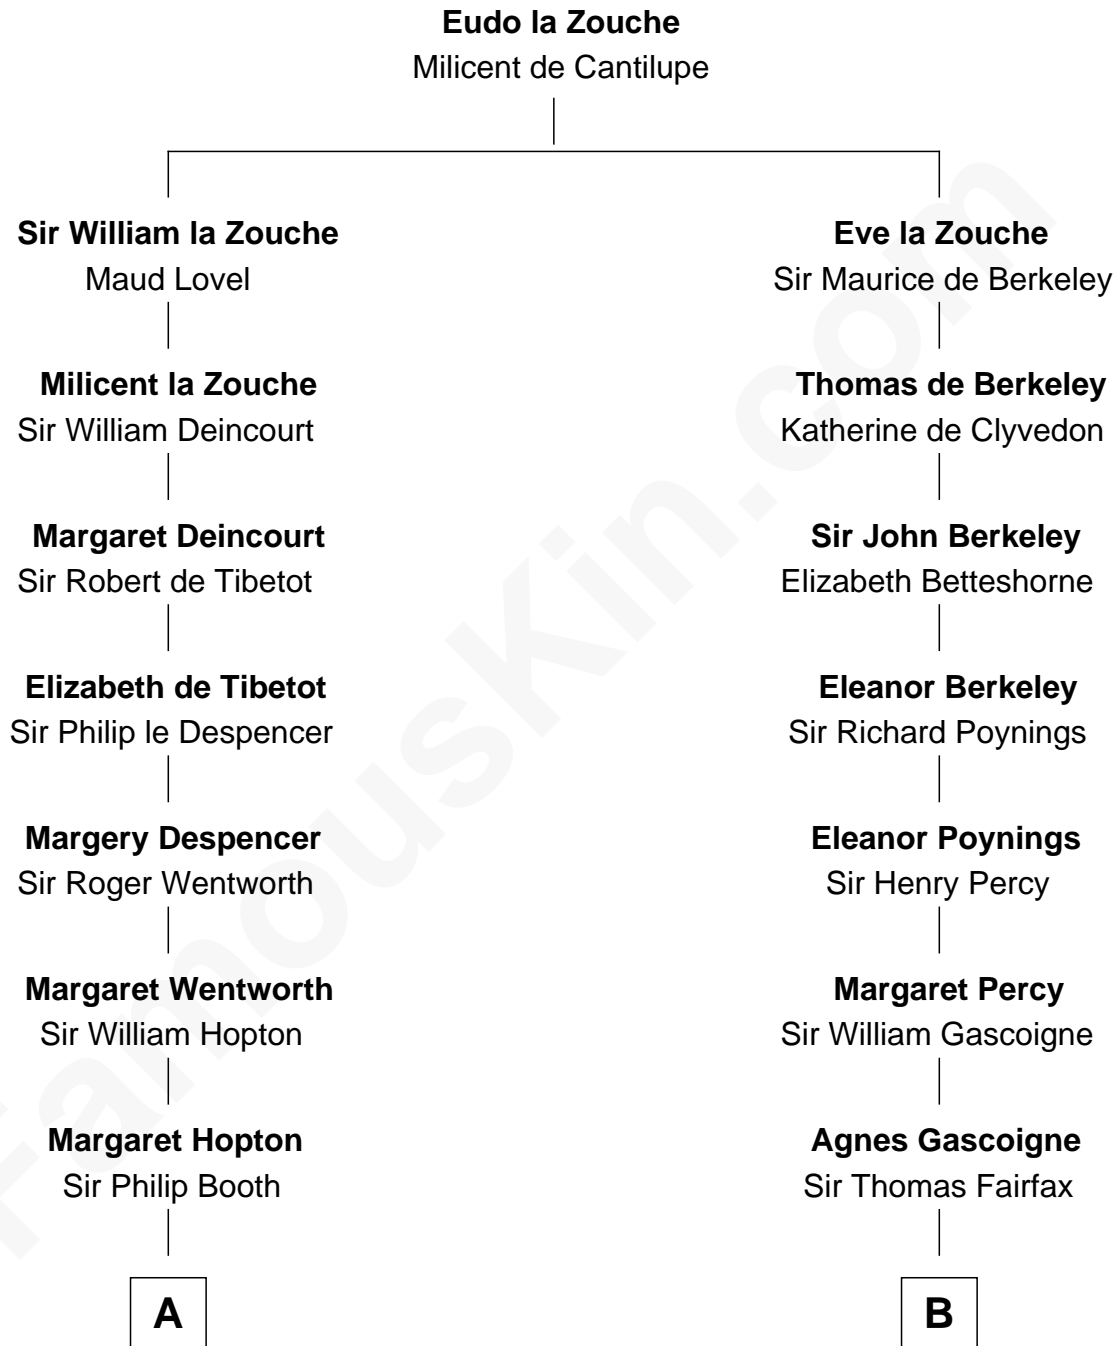 Eudo la Zouche
Milicent de Cantilupe
Sir William la Zouche
Maud Lovel
Milicent la Zouche
Sir William Deincourt
Margaret Deincourt
Sir Robert de Tibetot
Elizabeth de Tibetot
Sir Philip le Despencer
Margery Despencer
Sir Roger Wentworth
Margaret Wentworth
Sir William Hopton
Margaret Hopton
Sir Philip Booth
A
Eve la Zouche
Sir Maurice de Berkeley
Thomas de Berkeley
Katherine de Clyvedon
Sir John Berkeley
Elizabeth Betteshorne
Eleanor Berkeley
Sir Richard Poynings
Eleanor Poynings
Sir Henry Percy
Margaret Percy
Sir William Gascoigne
Agnes Gascoigne
Sir Thomas Fairfax
B
FamousKin.com